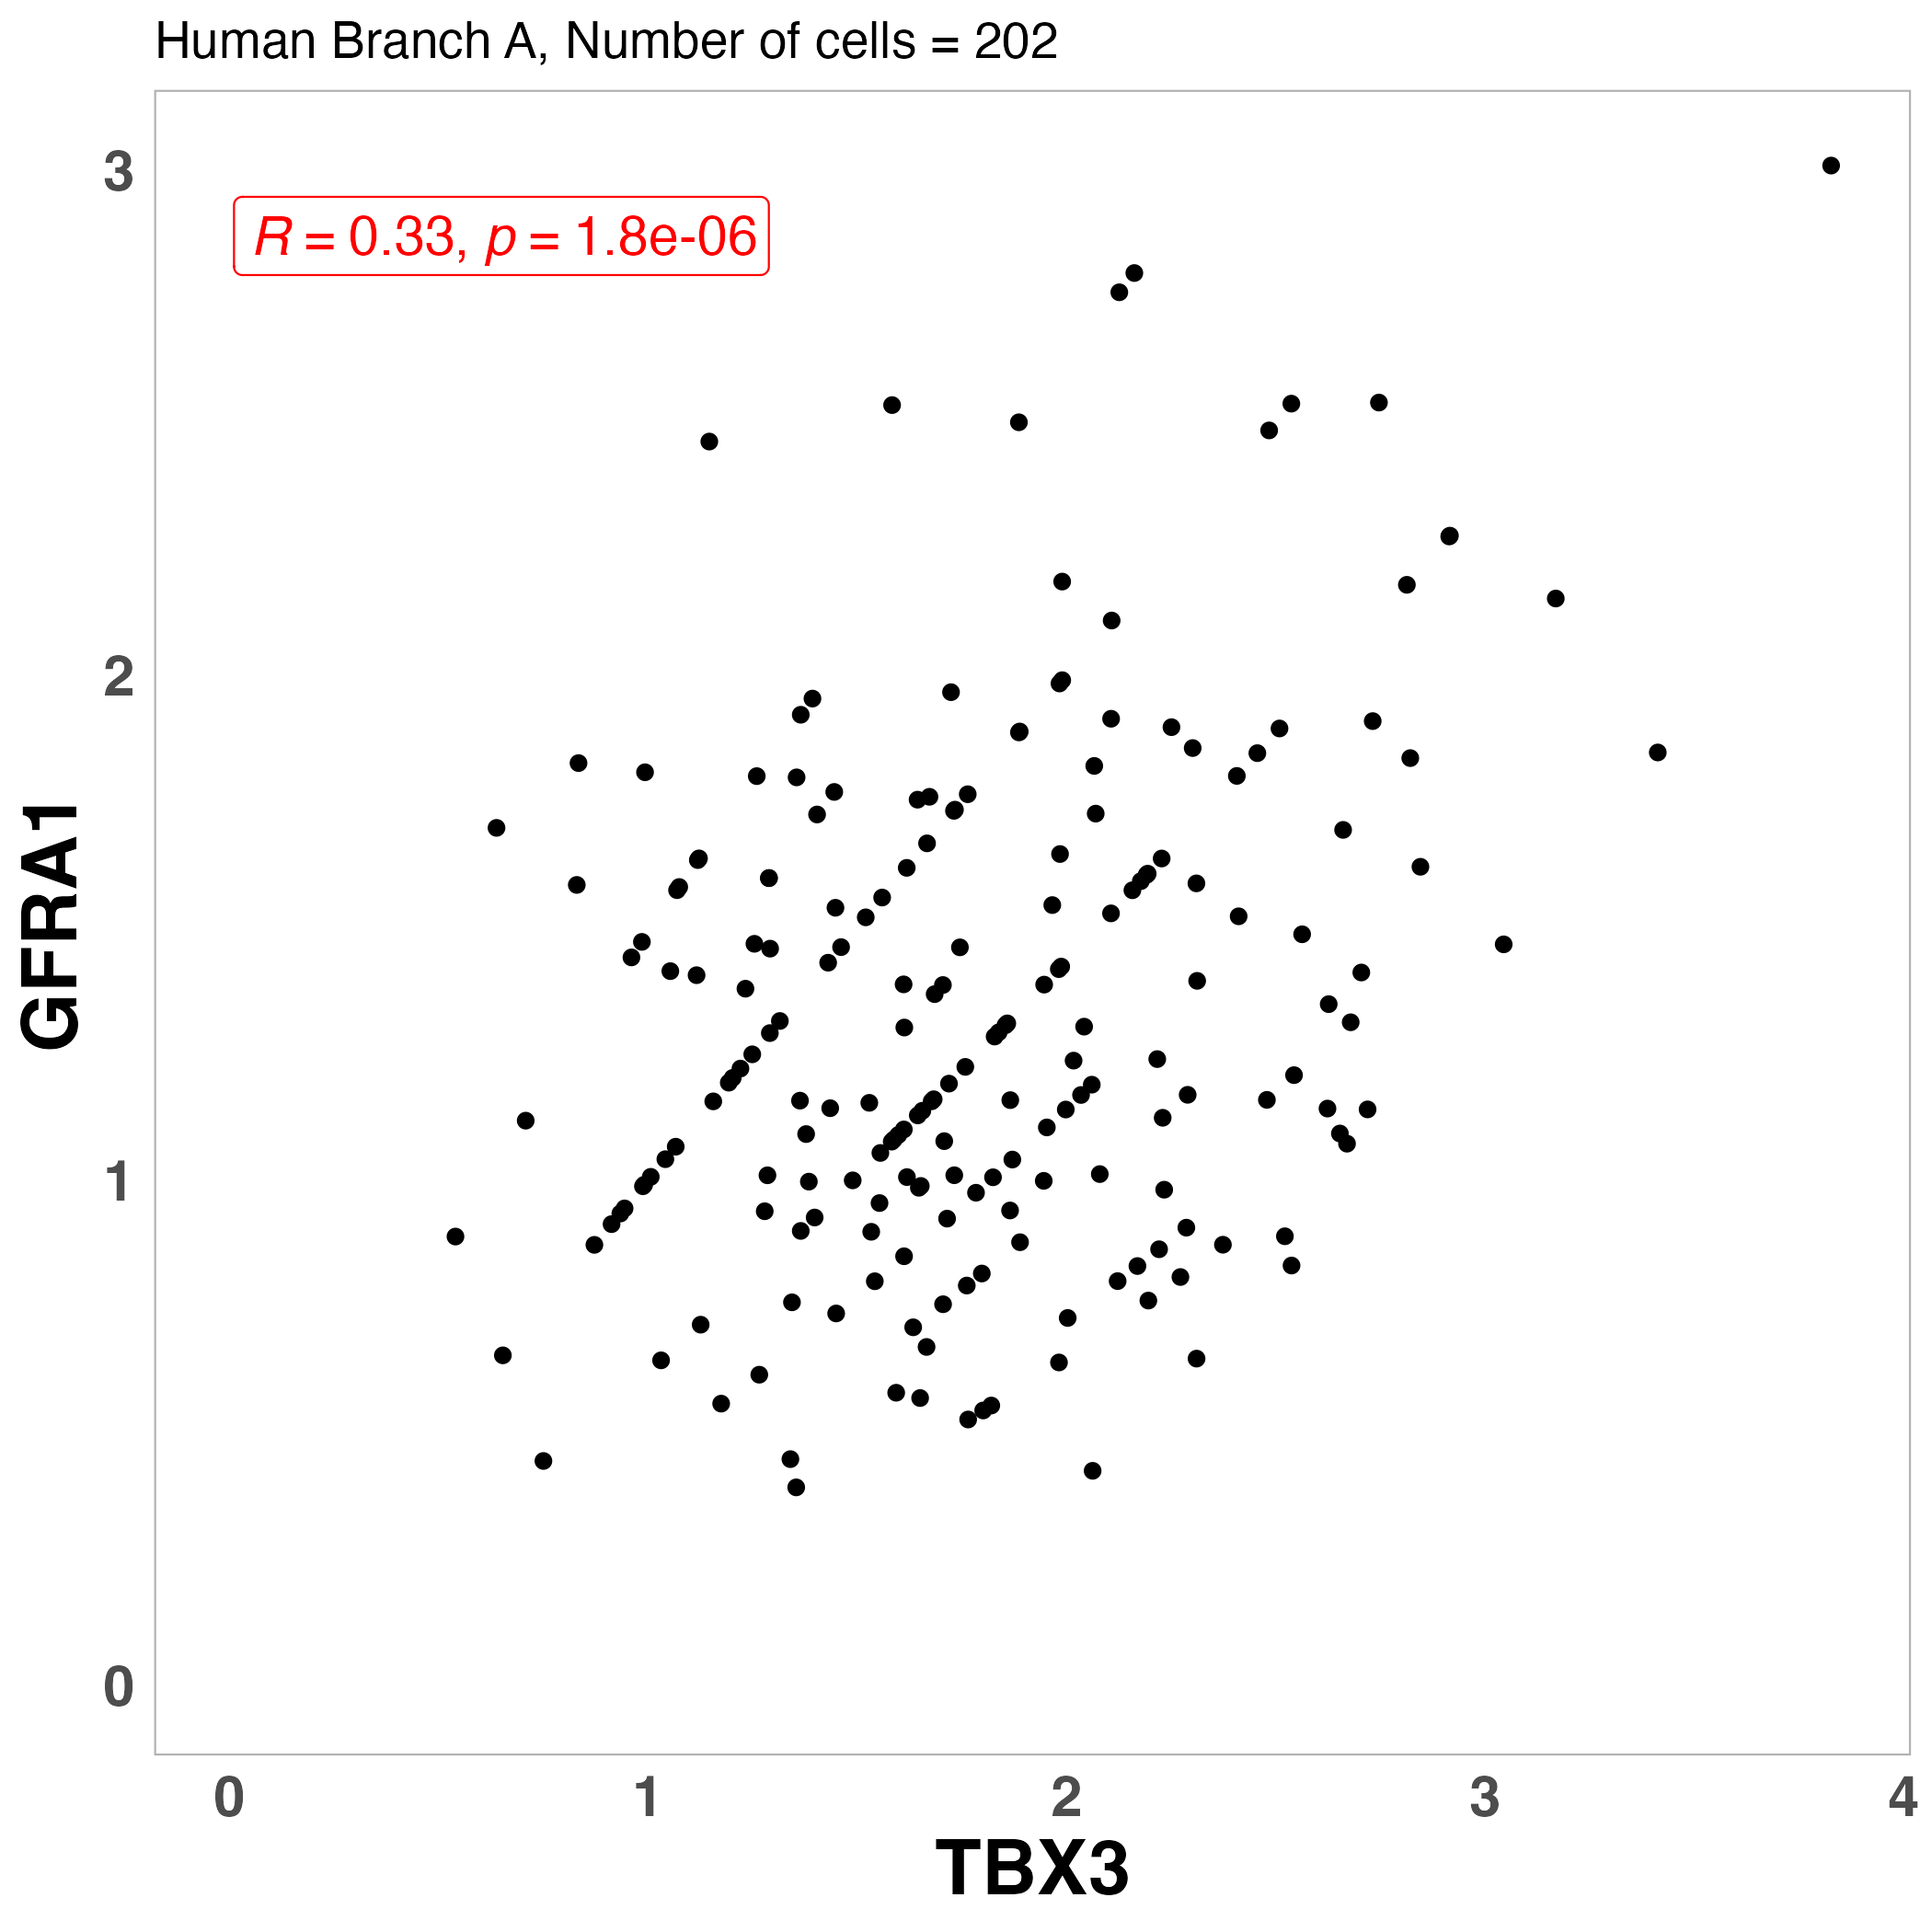 Human Branch A, Number of cells = 202
R = 0.33, p = 1.8e-06
3
2
1
0
GFRA1
0 1 2 3 4
TBX3